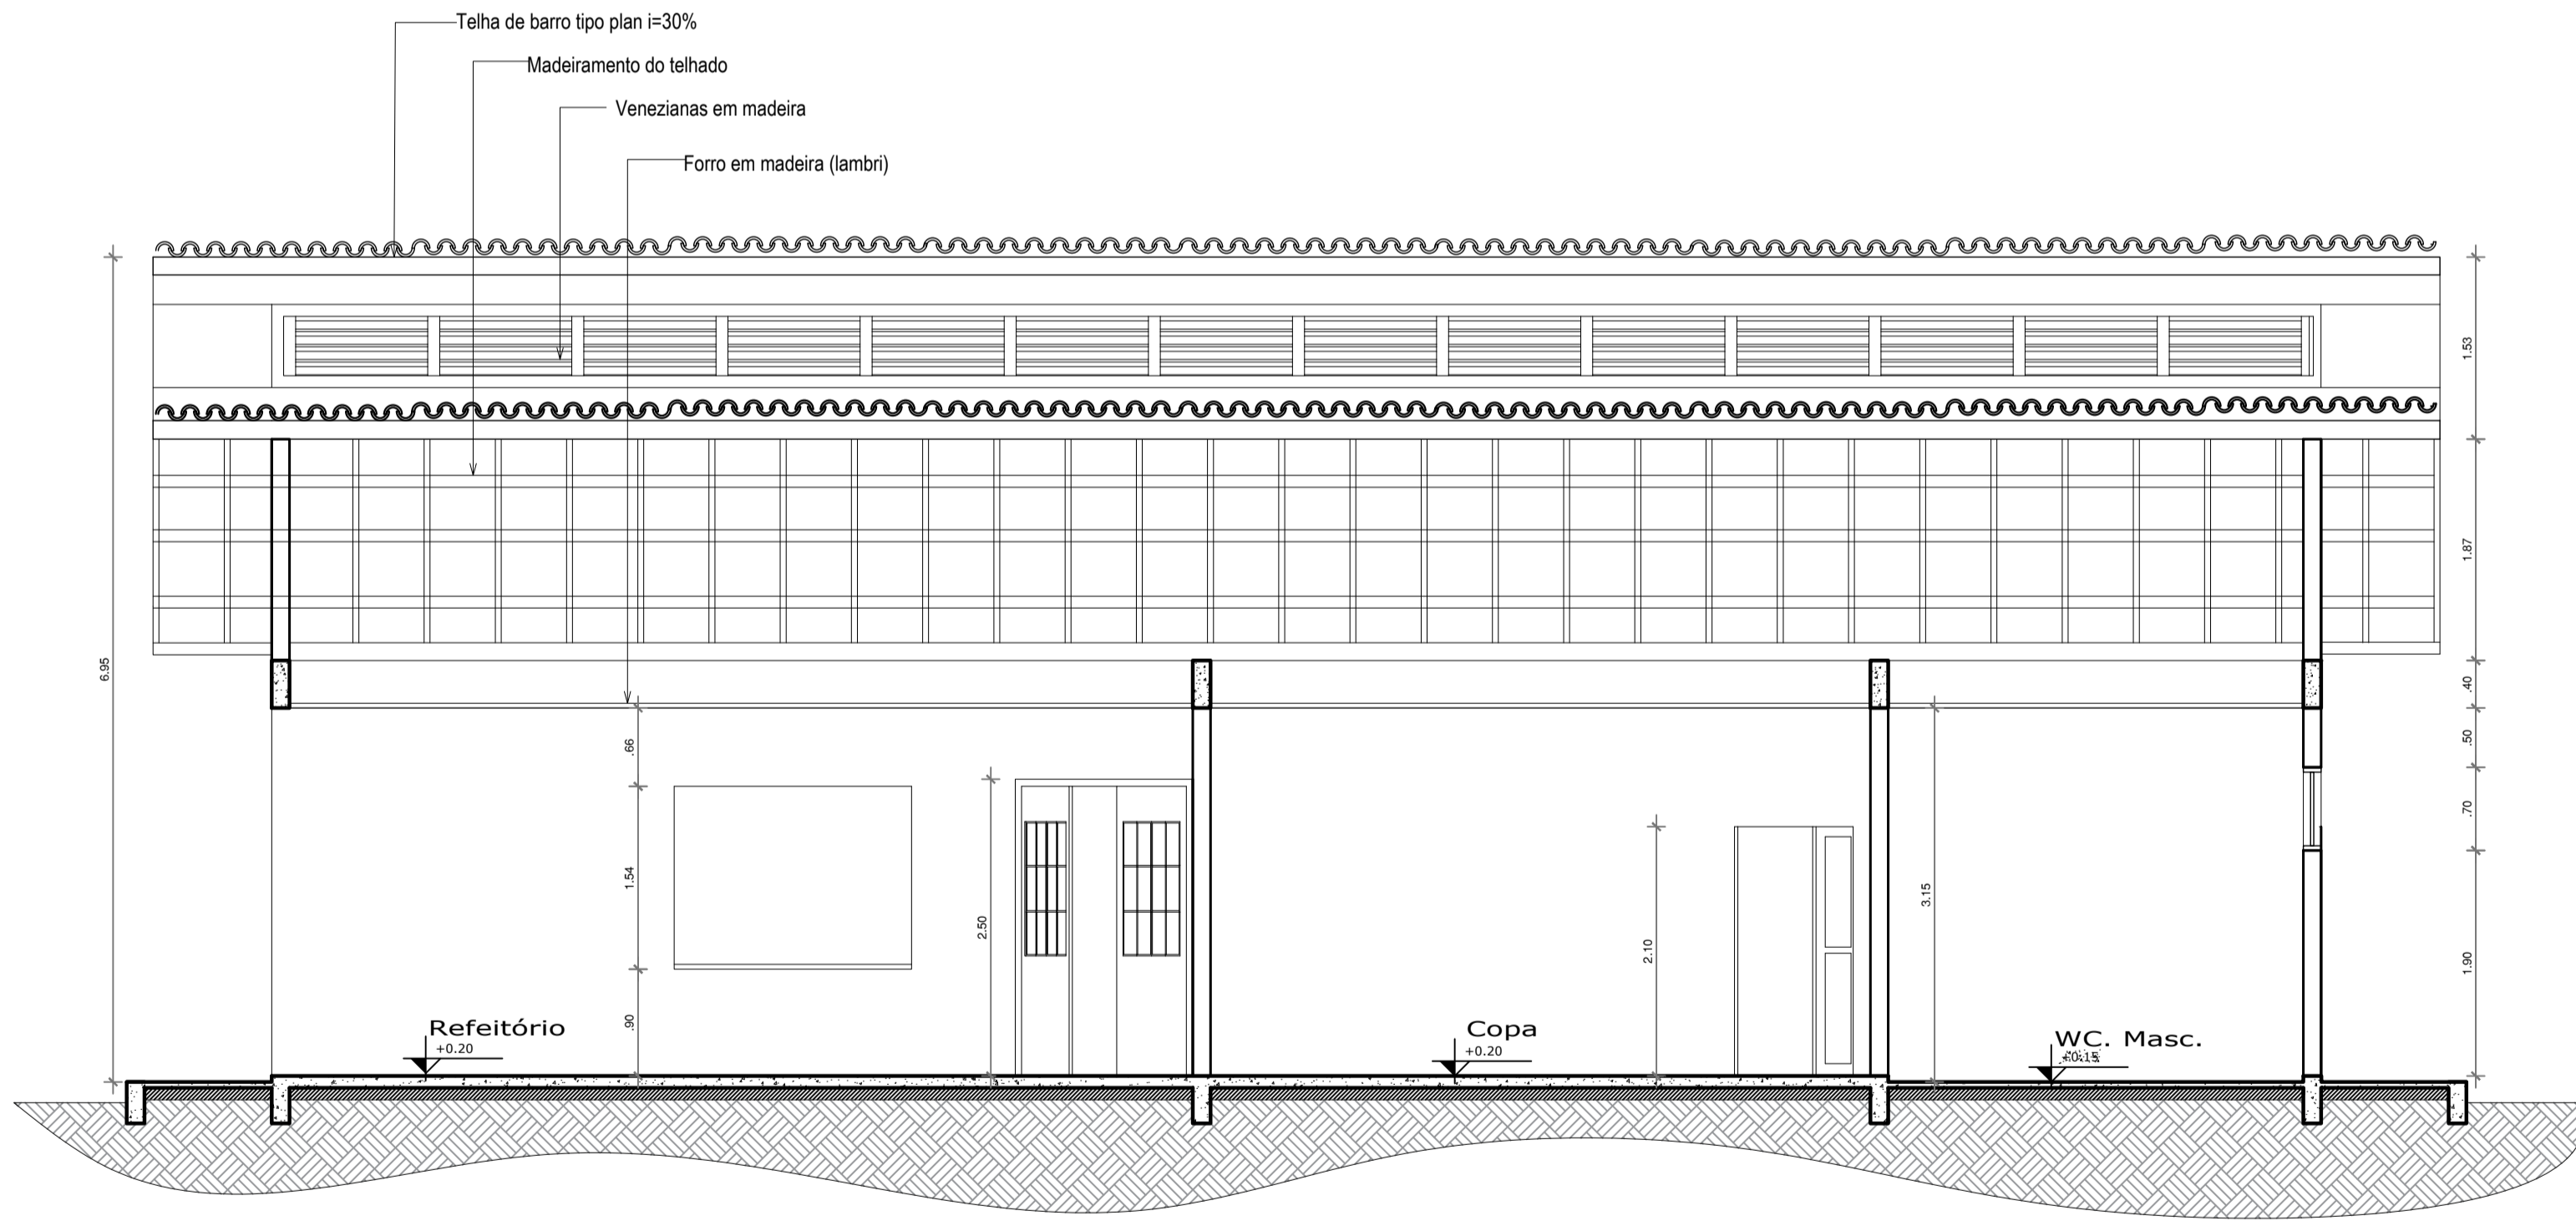 Telha de barro tipo plan i=30%
Madeiramento do telhado
Venezianas em madeira
Forro em madeira (lambri)
1.53
1.87
6.95
.40
.66
.50
.70
1.54
2.50
3.15
2.10
1.90
.90
Refeitório
+0.20
Copa
+0.20
WC. Masc.
+0.15